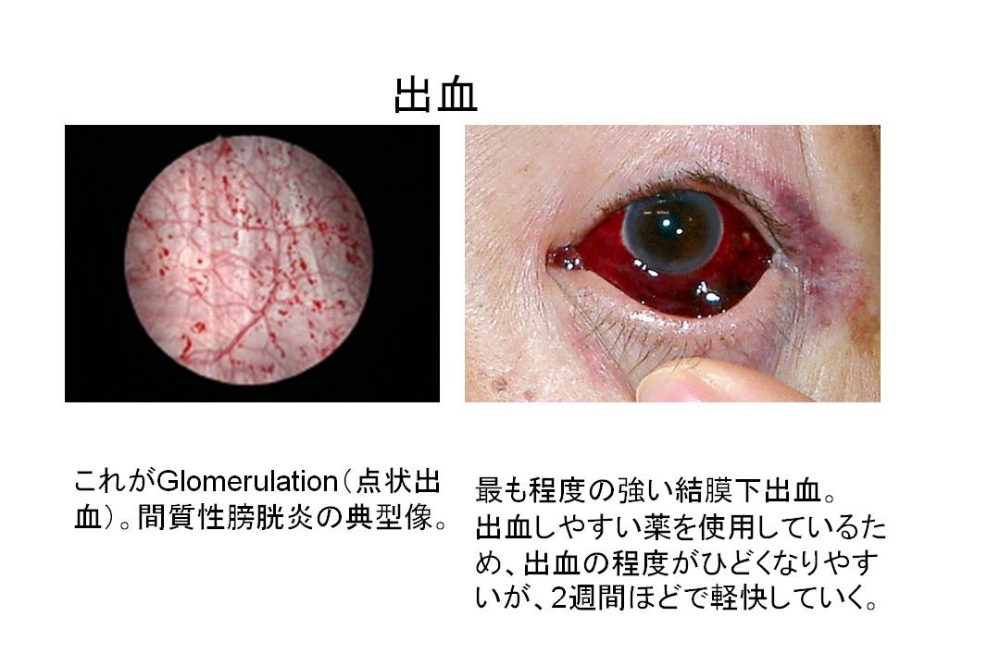 出血
これがGlomerulation（点状出
血）。間質性膀胱炎の典型像。
最も程度の強い結膜下出血。
出血しやすい薬を使用しているた
め、出血の程度がひどくなりやす
いが、2週間ほどで軽快していく。